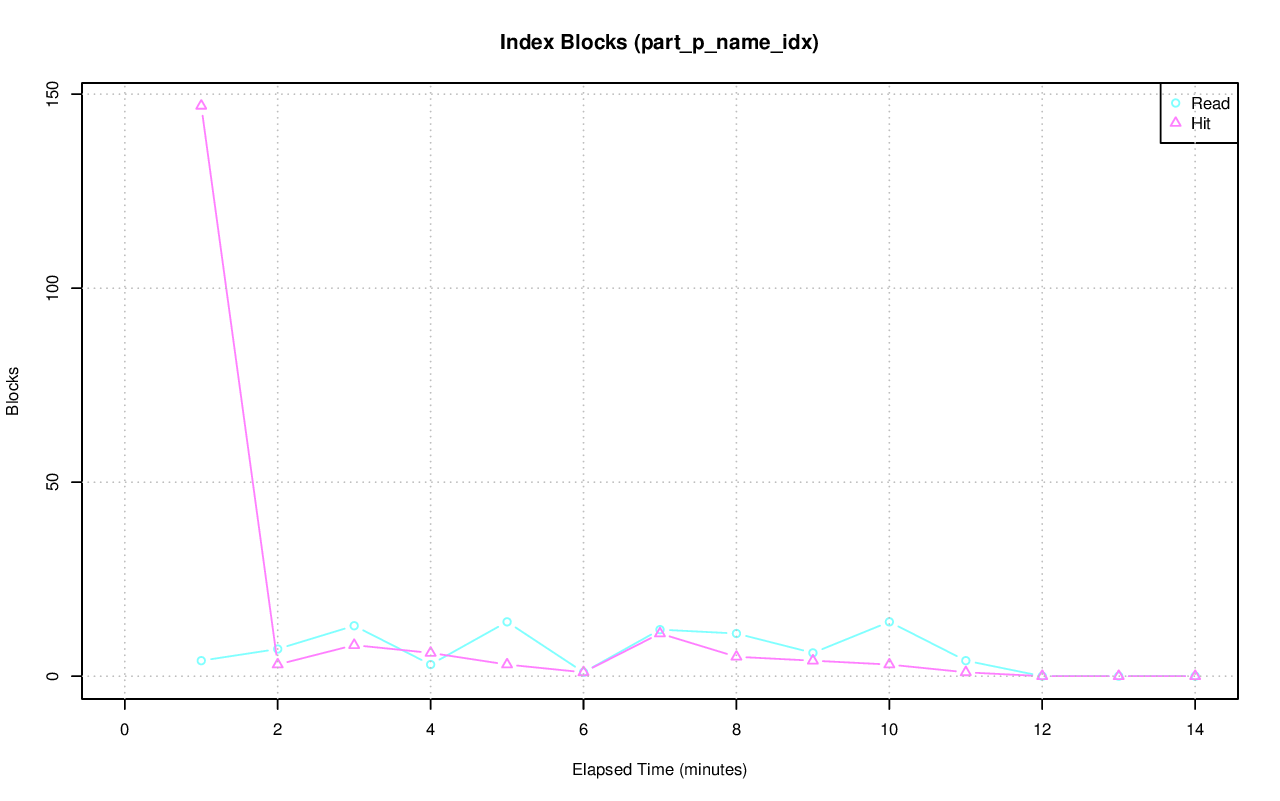 Index Blocks (part_p_name_idx)
Read
Hit
150
100
50
0
Blocks
0 2 4 6 8 10 12 14
Elapsed Time (minutes)